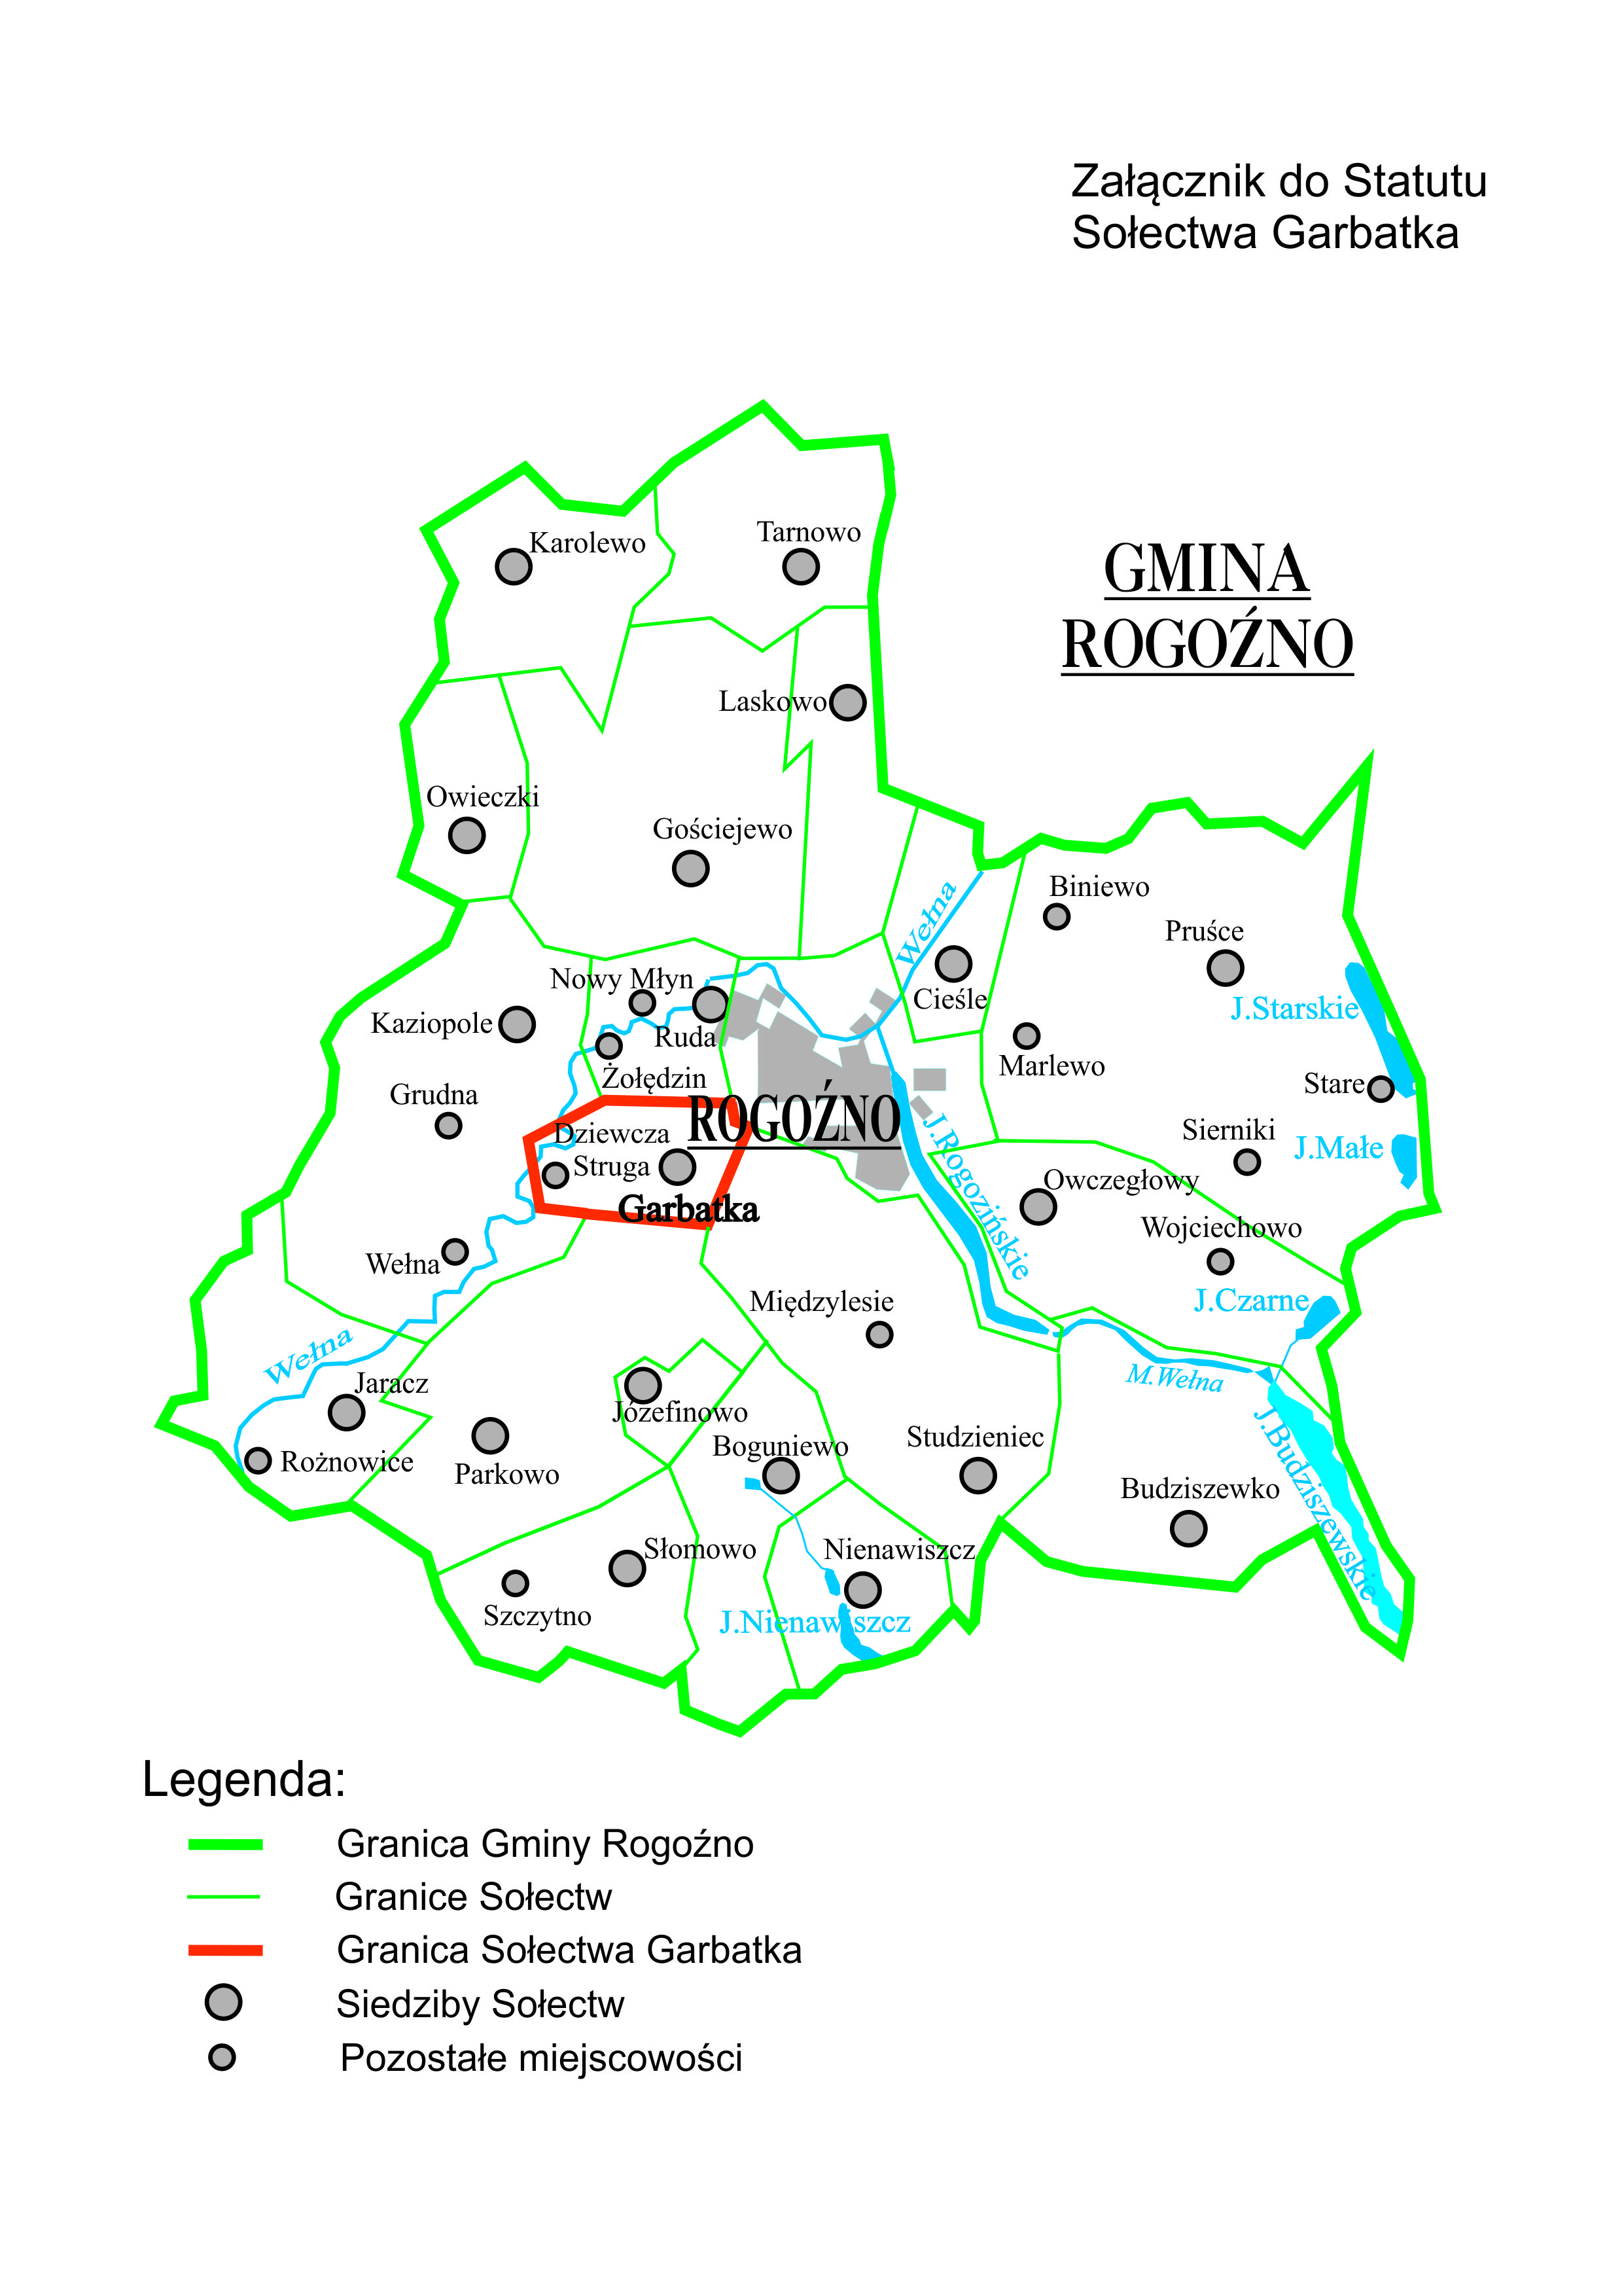 Załącznik do Statutu
Sołectwa Garbatka
GMINA
ROGOŹNO
Karolewo
Tarnowo
Laskowo
Owieczki
Gościejewo
Biniewo
Wełna
Pruśce
Nowy Młyn
Cieśle
J.Starskie
Kaziopole
Ruda
Marlewo
Żołędzin
Stare
Grudna
ROGOŹNO
Dziewcza
Struga
Sierniki
J.Małe
J.Rogozińskie
Owczegłowy
Garbatka
Wojciechowo
Wełna
J.Czarne
Międzylesie
Wełna
M.Wełna
Jaracz
Józefinowo
Boguniewo
Studzieniec
J.Budziszewskie
Rożnowice
Parkowo
Budziszewko
Słomowo
Nienawiszcz
Szczytno
J.Nienawiszcz
Legenda:
Granica Gminy Rogoźno
Granice Sołectw
Granica Sołectwa Garbatka
Siedziby Sołectw
Pozostałe miejscowości